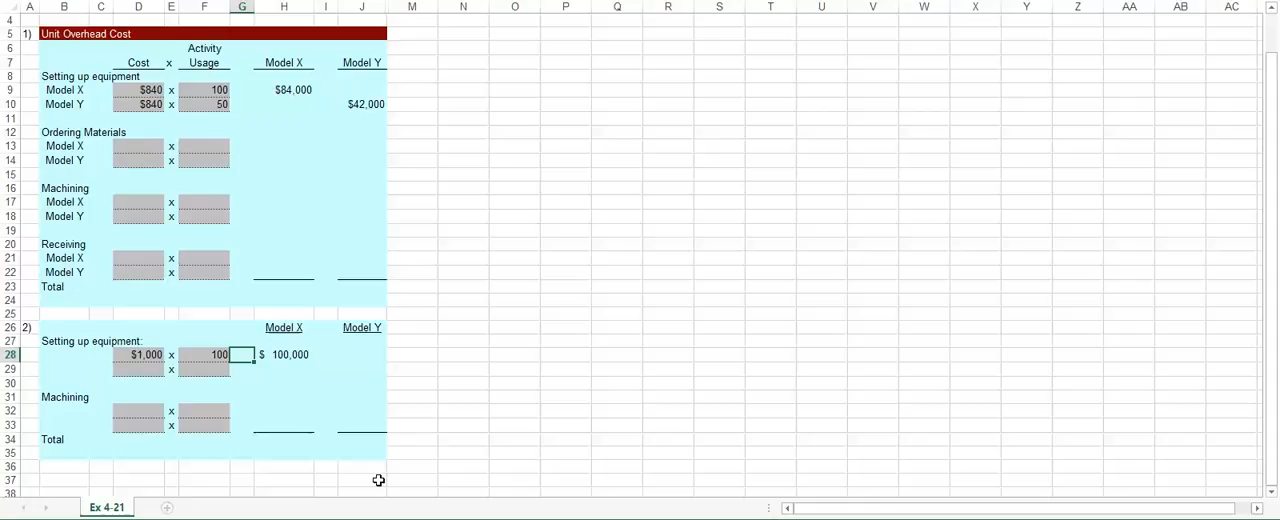 A B C D E F G H I J M N O P Q R S T U V W X Y Z AA AB AC
4
5 1) Unit Overhead Cost
6 Activity
7 Cost x Usage Model X Model Y
8 Setting up equipment
9 Model X $840 x 100 $84,000
10 Model Y $840 x 50 $42,000
11
12 Ordering Materials
13 Model X x
14 Model Y x
15
16 Machining
17 Model X x
18 Model Y x
19
20 Receiving
21 Model X x
22 Model Y x
23 Total
24
25
26 2) Model X Model Y
27 Setting up equipment:
28 $1,000 x 100 $ 100,000
29 x
30
31 Machining
32 x
33 x
34 Total
35
36
37
38
Ex 4-21